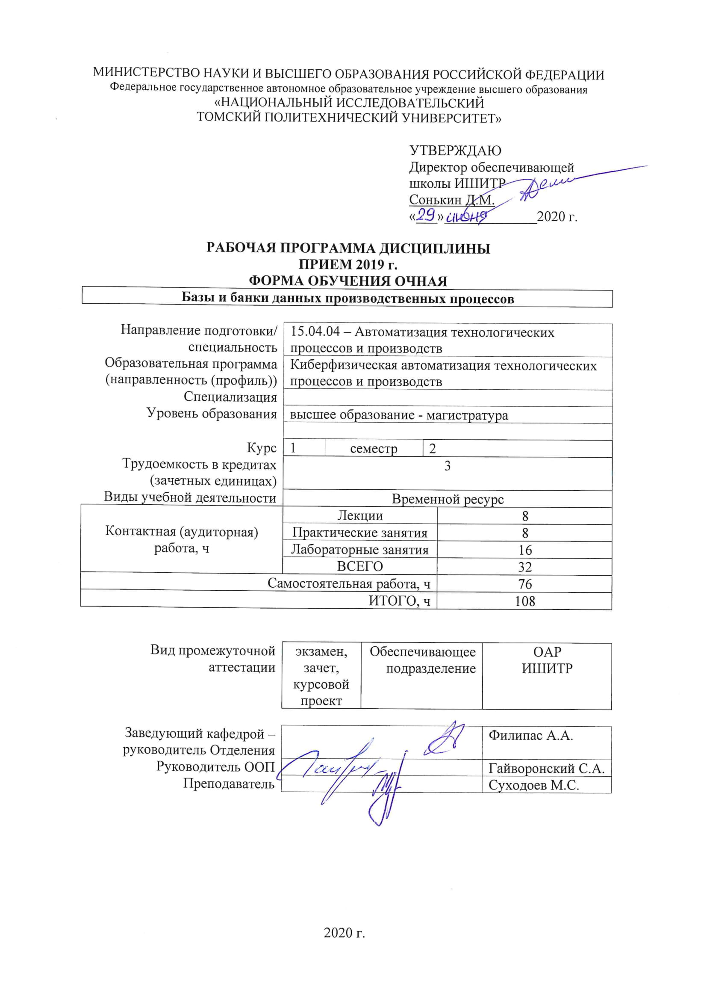 МИНИСТЕРСТВО НАУКИ И ВЫСШЕГО ОБРАЗОВАНИЯ РОССИЙСКОЙ ФЕДЕРАЦИИ
Федеральное государственное автономное образовательное учреждение высшего образования
«НАЦИОНАЛЬНЫЙ ИССЛЕДОВАТЕЛЬСКИЙ
ТОМСКИЙ ПОЛИТЕХНИЧЕСКИЙ УНИВЕРСИТЕТ»
УТВЕРЖДАЮ
Директор обеспечивающей
школы ИШИТР
Сонькин Д.М.
«29» июня 2020 г.
РАБОЧАЯ ПРОГРАММА ДИСЦИПЛИНЫ
ПРИЕМ 2019 г.
ФОРМА ОБУЧЕНИЯ ОЧНАЯ
Базы и банки данных производственных процессов
Направление подготовки/ 15.04.04 – Автоматизация технологических
специальность процессов и производств
Образовательная программа Киберфизическая автоматизация технологических
(направленность (профиль)) процессов и производств
Специализация
Уровень образования высшее образование - магистратура
Курс 1 семестр 2
Трудоемкость в кредитах 3
(зачетных единицах)
Виды учебной деятельности Временной ресурс
Лекции 8
Контактная (аудиторная) Практические занятия 8
работа, ч Лабораторные занятия 16
ВСЕГО 32
Самостоятельная работа, ч 76
ИТОГО, ч 108
Вид промежуточной экзамен, Обеспечивающее ОАР
аттестации зачет, подразделение ИШИТР
курсовой
проект
Заведующий кафедрой – Филипас А.А.
руководитель Отделения
Руководитель ООП Гайворонский С.А.
Преподаватель Суходоев М.С.
2020 г.